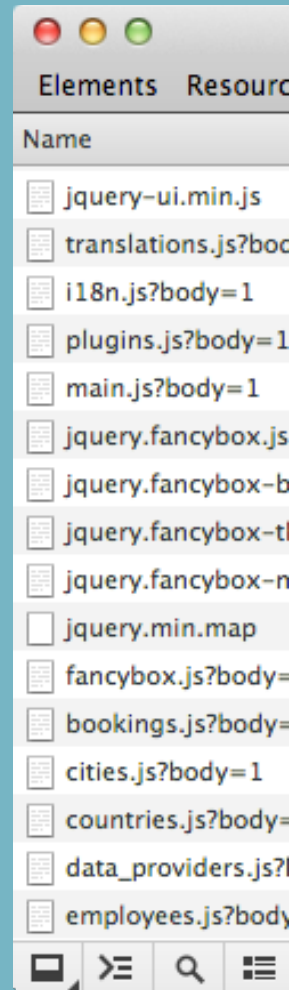 Elements Resourc
Name
jquery-ui.min.js
translations.js?bod
i18n.js?body=1
plugins.js?body=1
main.js?body=1
jquery.fancybox.js
jquery.fancybox-b
jquery.fancybox-th
jquery.fancybox-m
jquery.min.map
fancybox.js?body=
bookings.js?body=
cities.js?body=1
countries.js?body=
data_providers.js?b
employees.js?body